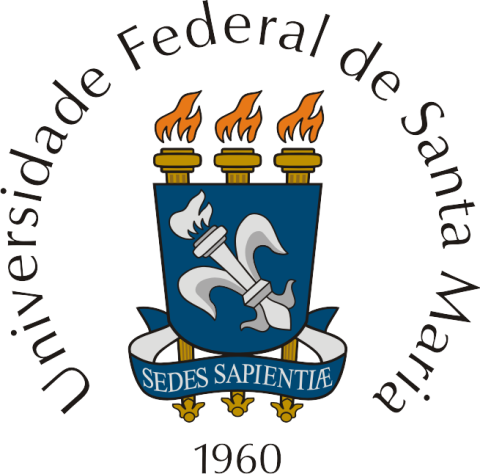 Universidade Federal de Santa Maria
SEDES SAPIENTIÆ
1960